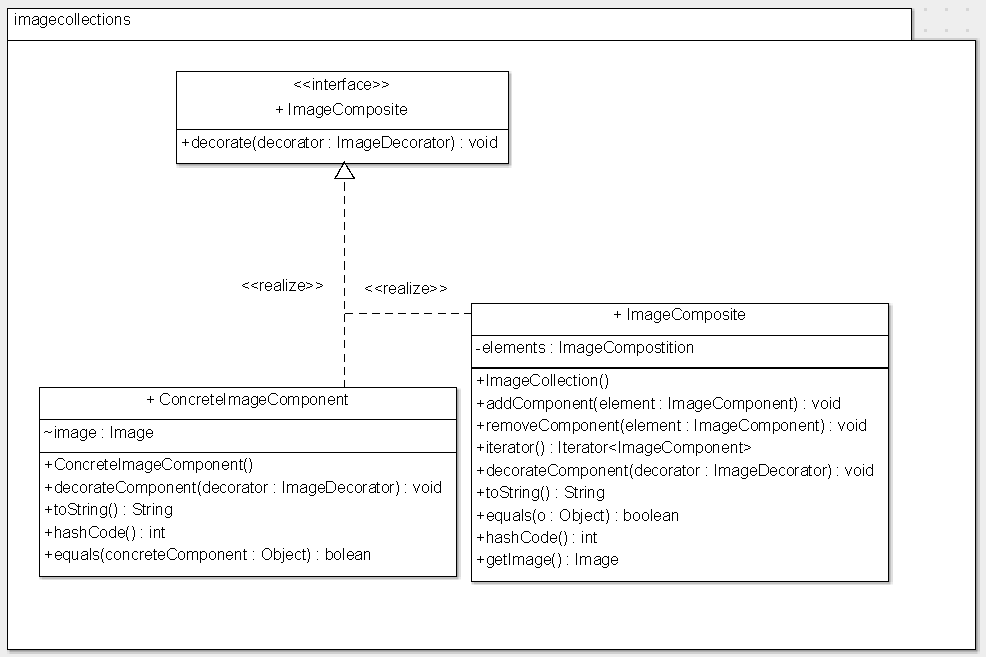 imagecollections
<<interface>>
+ ImageComposite
+decorate(decorator : ImageDecorator) : void
<<realize>>
<<realize>>
+ ImageComposite
-elements : ImageCompostition
+ImageCollection()
+addComponent(element : ImageComponent) : void
+removeComponent(element : ImageComponent) : void
+iterator() : Iterator<ImageComponent>
+decorateComponent(decorator : ImageDecorator) : void
+toString() : String
+equals(o : Object) : boolean
+hashCode() : int
+getImage() : Image
+ ConcreteImageComponent
~image : Image
+ConcreteImageComponent()
+decorateComponent(decorator : ImageDecorator) : void
+toString() : String
+hashCode() : int
+equals(concreteComponent : Object) : bolean